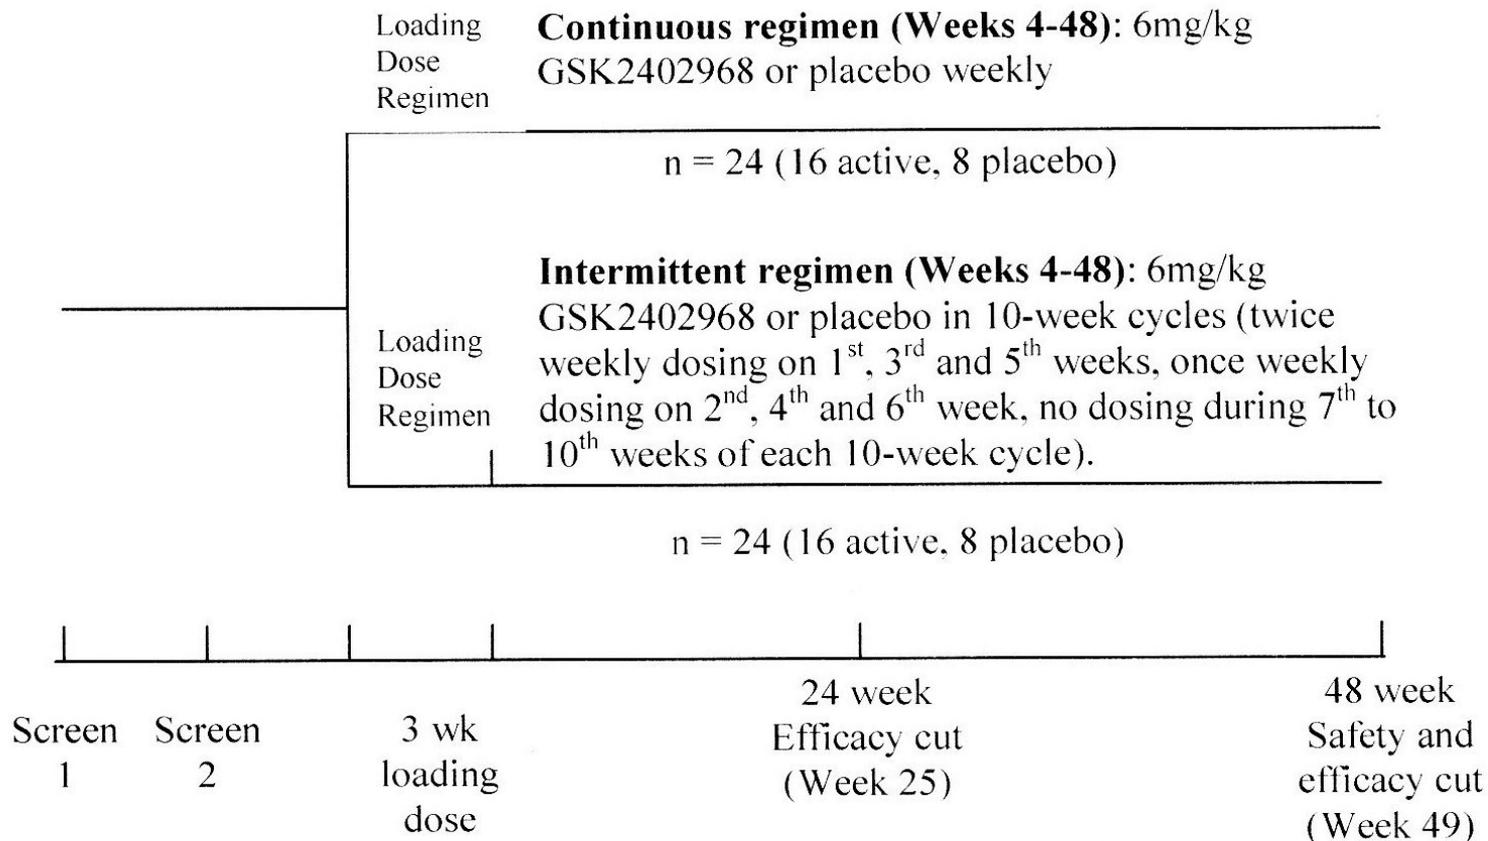 Loading
Dose
Regimen
Continuous regimen (Weeks 4-48): 6mg/kg
GSK2402968 or placebo weekly
n = 24 (16 active, 8 placebo)
Loading
Dose
Regimen
Intermittent regimen (Weeks 4-48): 6mg/kg
GSK2402968 or placebo in 10-week cycles (twice
weekly dosing on 1st, 3rd and 5th weeks, once weekly
dosing on 2nd, 4th and 6th week, no dosing during 7th to
10th weeks of each 10-week cycle).
n = 24 (16 active, 8 placebo)
Screen
1
Screen
2
3 wk
loading
dose
24 week
Efficacy cut
(Week 25)
48 week
Safety and
efficacy cut
(Week 49)